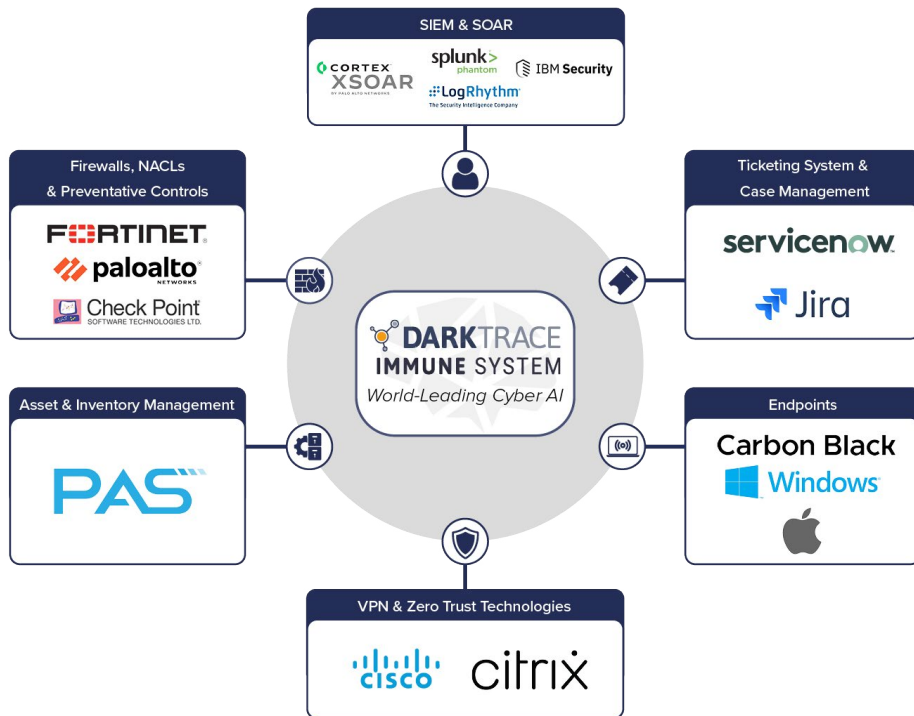 SIEM & SOAR
CORTEX
XSOAR
BY PALO ALTO NETWORKS
splunk>
phantom
IBM Security
LogRhythm
The Security Intelligence Company
Firewalls, NACLs
& Preventative Controls
FORTINET
paloalto
NETWORKS
Check Point
SOFTWARE TECHNOLOGIES LTD.
Ticketing System &
Case Management
servicenow
Jira
DARKTRACE
IMMUNE SYSTEM
World-Leading Cyber AI
Asset & Inventory Management
PAS
Endpoints
Carbon Black
Windows
VPN & Zero Trust Technologies
CISCO
citrix